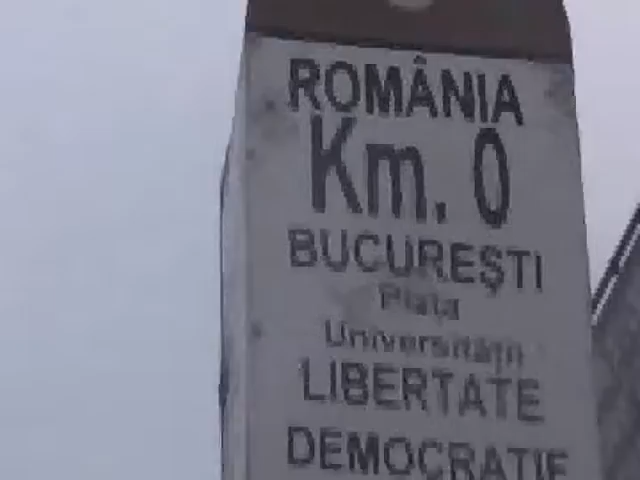 ROMÂNIA
Km. 0
BUCUREȘTI
Piața
Universității
LIBERTATE
DEMOCRAȚIE